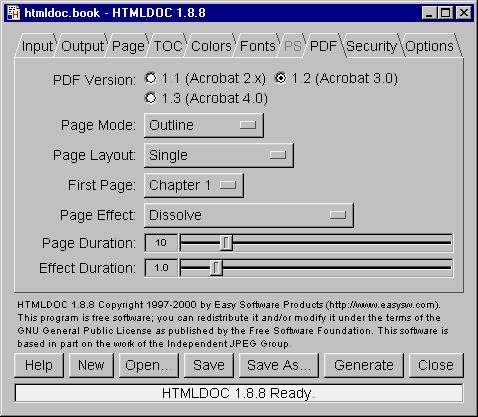 htmldoc.book - HTMLDOC 1.8.8
Input Output Page TOC Colors Fonts PS PDF Security Options
PDF Version: 1.1 (Acrobat 2.x) 1.2 (Acrobat 3.0)
1.3 (Acrobat 4.0)
Page Mode: Outline
Page Layout: Single
First Page: Chapter 1
Page Effect: Dissolve
Page Duration: 10
Effect Duration: 1.0
HTMLDOC 1.8.8 Copyright 1997-2000 by Easy Software Products (http://www.easysw.com).
This program is free software; you can redistribute it and/or modify it under the terms of the
GNU General Public License as published by the Free Software Foundation. This software is
based in part on the work of the Independent JPEG Group.
Help New Open... Save Save As... Generate Close
HTMLDOC 1.8.8 Ready.